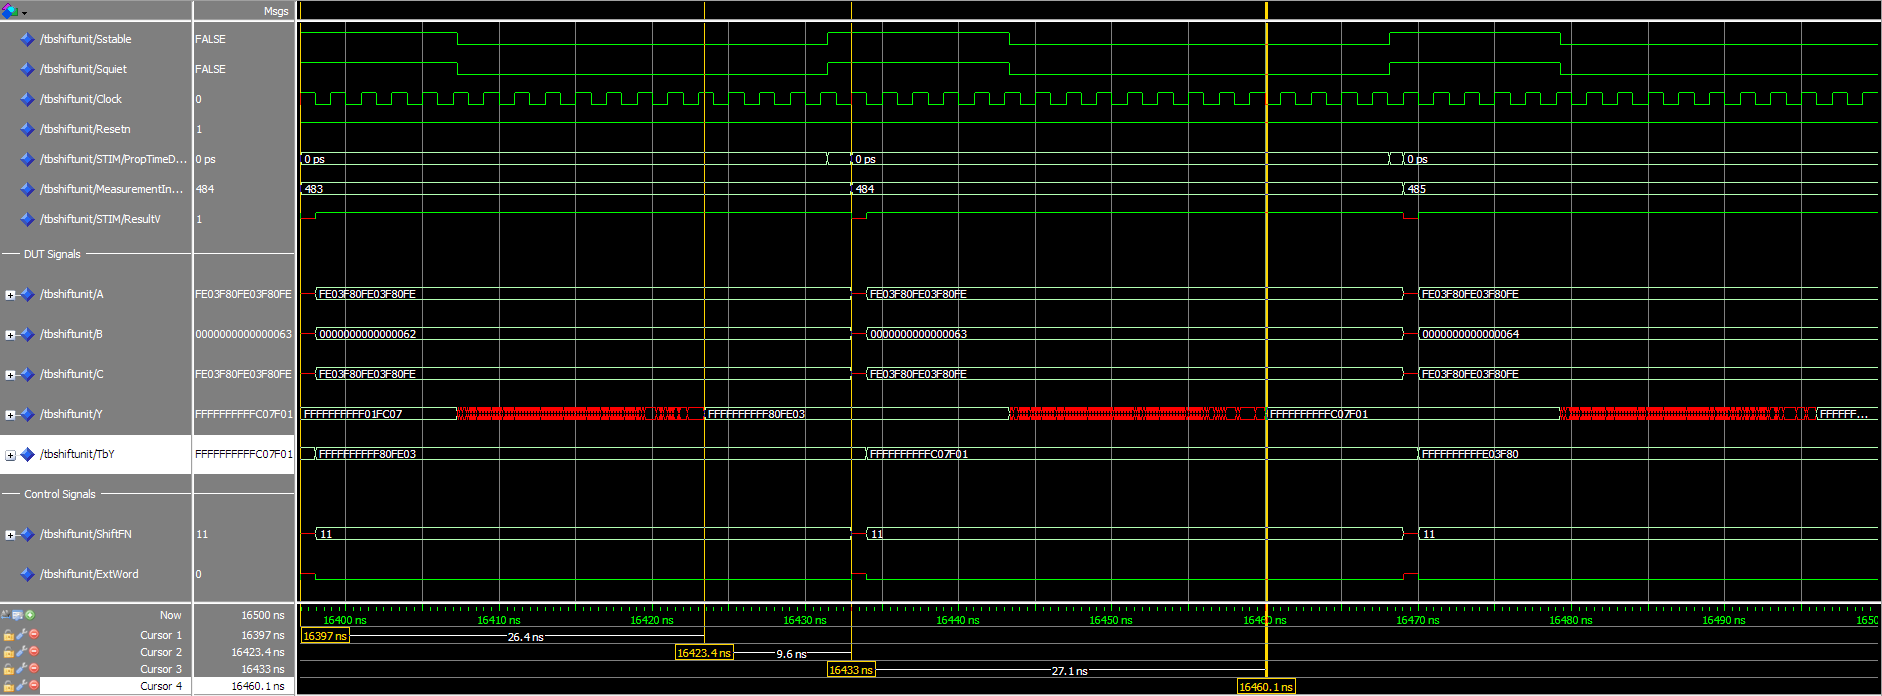 Msgs
/tbshiftunit/Sstable FALSE
/tbshiftunit/Squiet FALSE
/tbshiftunit/Clock 0
/tbshiftunit/Resetn 1
/tbshiftunit/STIM/PropTimeD... 0 ps 0 ps 0 ps 0 ps
/tbshiftunit/MeasurementIn... 484 483 484 485
/tbshiftunit/STIM/ResultV 1
DUT Signals
/tbshiftunit/A FE03F80FE03F80FE FE03F80FE03F80FE FE03F80FE03F80FE FE03F80FE03F80FE
/tbshiftunit/B 0000000000000063 0000000000000062 0000000000000063 0000000000000064
/tbshiftunit/C FE03F80FE03F80FE FE03F80FE03F80FE FE03F80FE03F80FE FE03F80FE03F80FE
/tbshiftunit/Y FFFFFFFFFFC07F01 FFFFFFFFFF01FC07 FFFFFFFFFF80FE03 FFFFFFFFFFC07F01 FFFFFF...
/tbshiftunit/TbY FFFFFFFFFFC07F01 FFFFFFFFFF80FE03 FFFFFFFFFFC07F01 FFFFFFFFFFE03F80
Control Signals
/tbshiftunit/ShiftFN 11 11 11 11
/tbshiftunit/ExtWord 0
Now 16500 ns 16400 ns 16410 ns 16420 ns 16430 ns 16440 ns 16450 ns 16460 ns 16470 ns 16480 ns 16490 ns 1650
Cursor 1 16397 ns 16397 ns 26.4 ns
Cursor 2 16423.4 ns 16423.4 ns 9.6 ns
Cursor 3 16433 ns 16433 ns 27.1 ns
Cursor 4 16460.1 ns 16460.1 ns